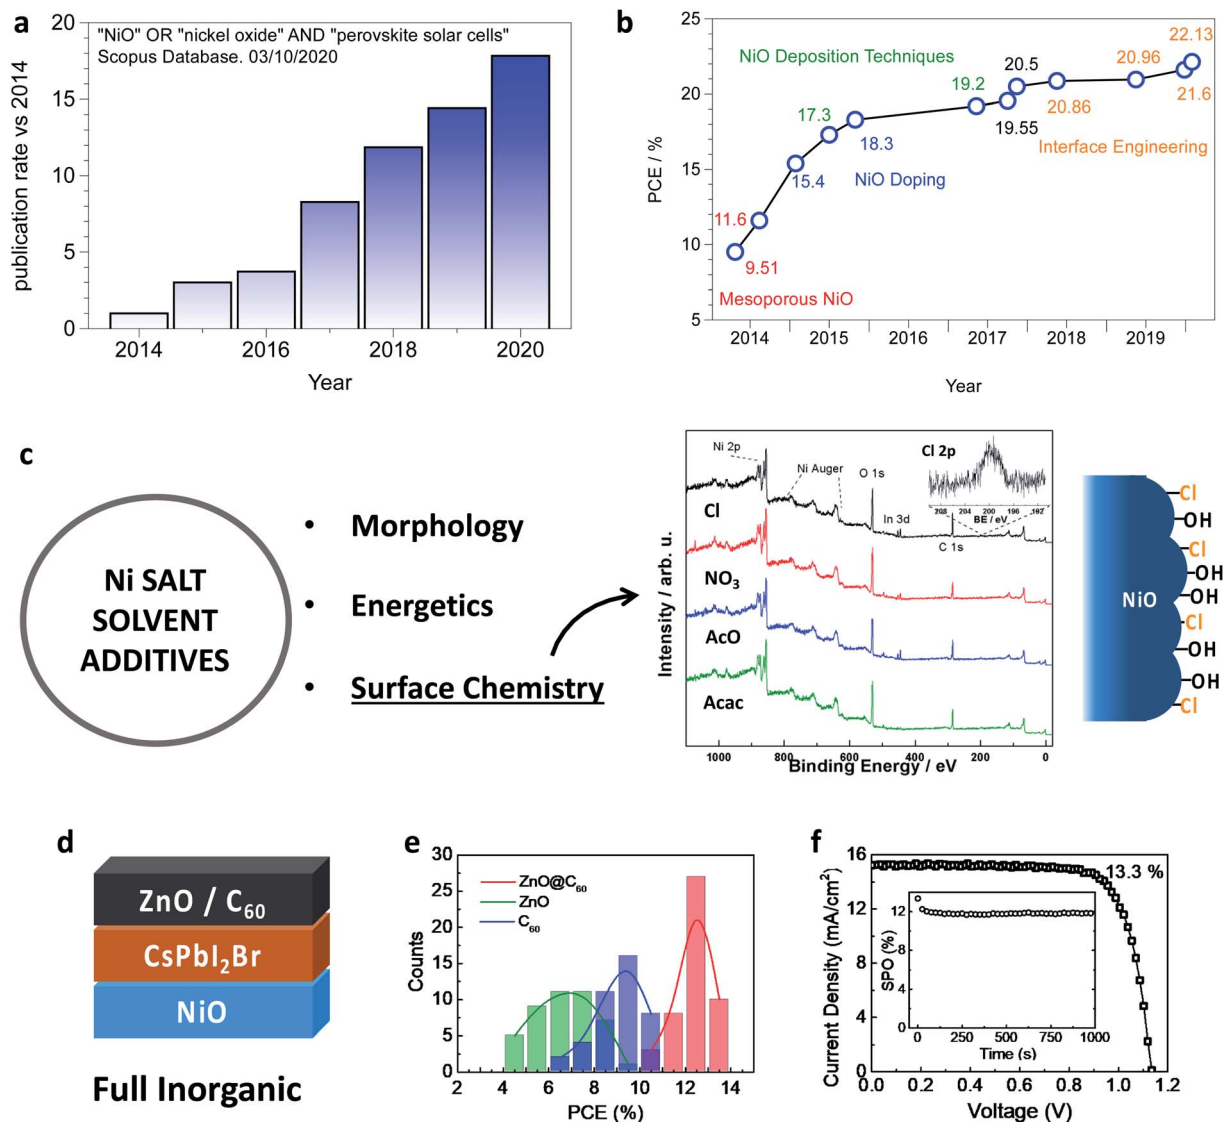 a
"NiO" OR "nickel oxide" AND "perovskite solar cells"
Scopus Database. 03/10/2020
publication rate vs 2014
20
15
10
5
0
2014 2016 2018 2020
Year
b
PCE / %
25
20
15
10
5
NiO Deposition Techniques
22.13
20.5
20.96
19.2
17.3
20.86
21.6
19.55
18.3
Interface Engineering
15.4
NiO Doping
11.6
9.51
Mesoporous NiO
2014 2015 2016 2017 2018 2019
Year
c
Ni SALT
SOLVENT
ADDITIVES
• Morphology
• Energetics
• Surface Chemistry
Intensity / arb. u.
Ni 2p
Ni Auger
O 1s
In 3d
C 1s
Cl 2p
208 204 200 196 192
BE / eV
Cl
NO₃
AcO
Acac
1000 800 600 400 200 0
Binding Energy / eV
NiO
Cl
OH
Cl
OH
OH
Cl
OH
OH
Cl
d
ZnO / C₆₀
CsPbI₂Br
NiO
Full Inorganic
e
Counts
30
25
20
15
10
5
0
ZnO@C₆₀
ZnO
C₆₀
2 4 6 8 10 12 14
PCE (%)
f
Current Density (mA/cm²)
16
12
8
4
0
13.3 %
SPO (%)
12
8
4
0
0 250 500 750 1000
Time (s)
0.0 0.2 0.4 0.6 0.8 1.0 1.2
Voltage (V)